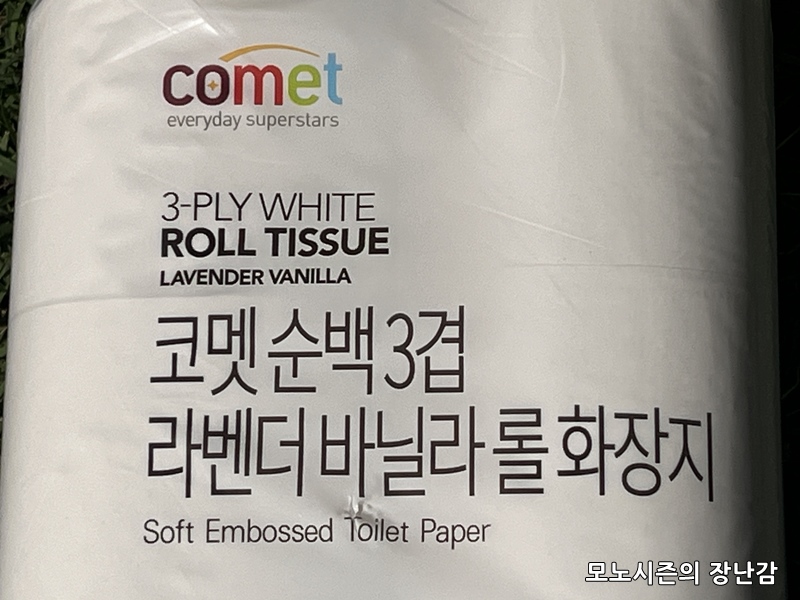 comet
everyday superstars
3-PLY WHITE
ROLL TISSUE
LAVENDER VANILLA
코멧 순백 3겹
라벤더 바닐라 롤 화장지
Soft Embossed Toilet Paper
모노시즌의 장난감